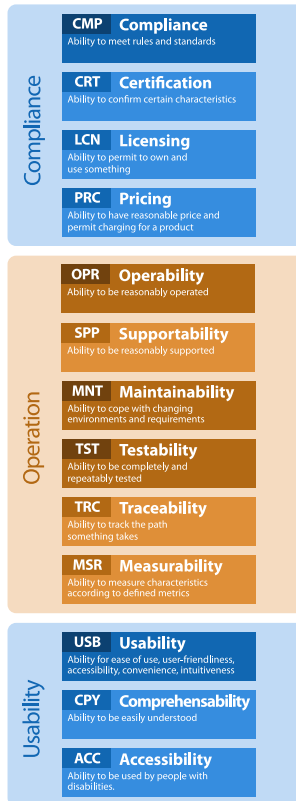 Compliance
CMP Compliance
Ability to meet rules and standards
CRT Certification
Ability to confirm certain characteristics
LCN Licensing
Ability to permit to own and
use something
PRC Pricing
Ability to have reasonable price and
permit charging for a product
Operation
OPR Operability
Ability to be reasonably operated
SPP Supportability
Ability to be reasonably supported
MNT Maintainability
Ability to cope with changing
environments and requirements
TST Testability
Ability to be completely and
repeatably tested
TRC Traceability
Ability to track the path
something takes
MSR Measurability
Ability to measure characteristics
according to defined metrics
Usability
USB Usability
Ability for ease of use, user-friendliness,
accessibility, convenience, intuitiveness
CPY Comprehensability
Ability to be easily understood
ACC Accessibility
Ability to be used by people with
disabilities.